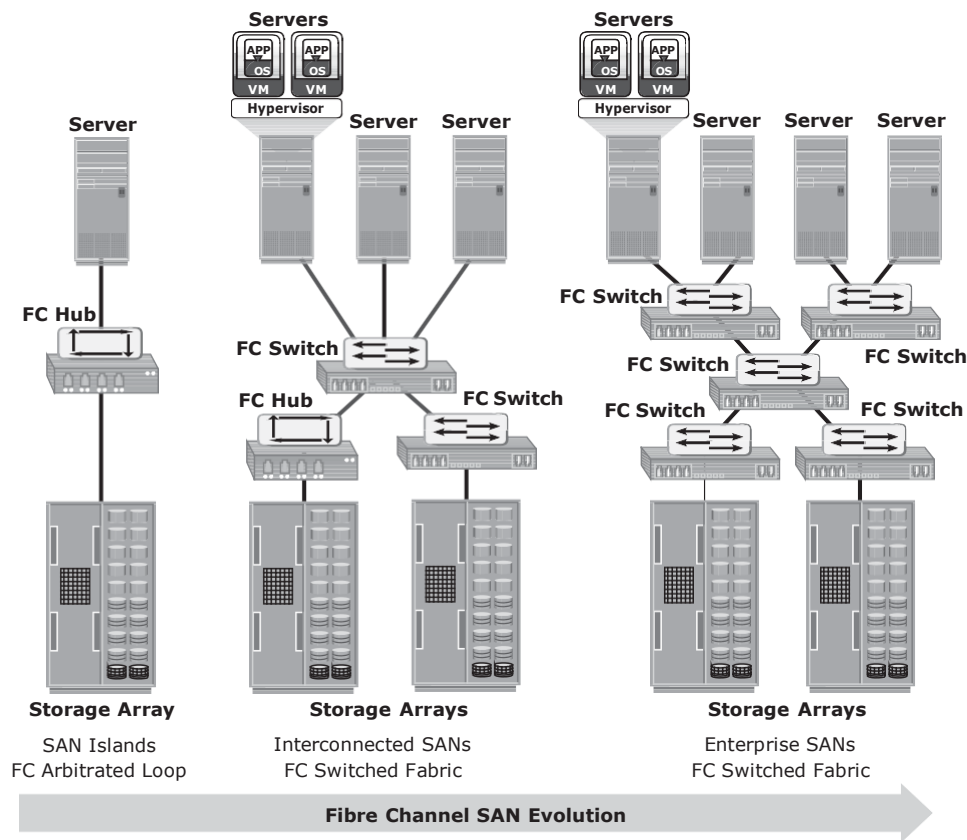 Servers
APP
OS
VM
APP
OS
VM
Hypervisor
Servers
APP
OS
VM
APP
OS
VM
Hypervisor
Server
Server
Server
Server
Server
Server
FC Hub
FC Switch
FC Hub
FC Switch
FC Switch
FC Switch
FC Switch
FC Switch
FC Switch
Storage Array
SAN Islands
FC Arbitrated Loop
Storage Arrays
Interconnected SANs
FC Switched Fabric
Storage Arrays
Enterprise SANs
FC Switched Fabric
Fibre Channel SAN Evolution